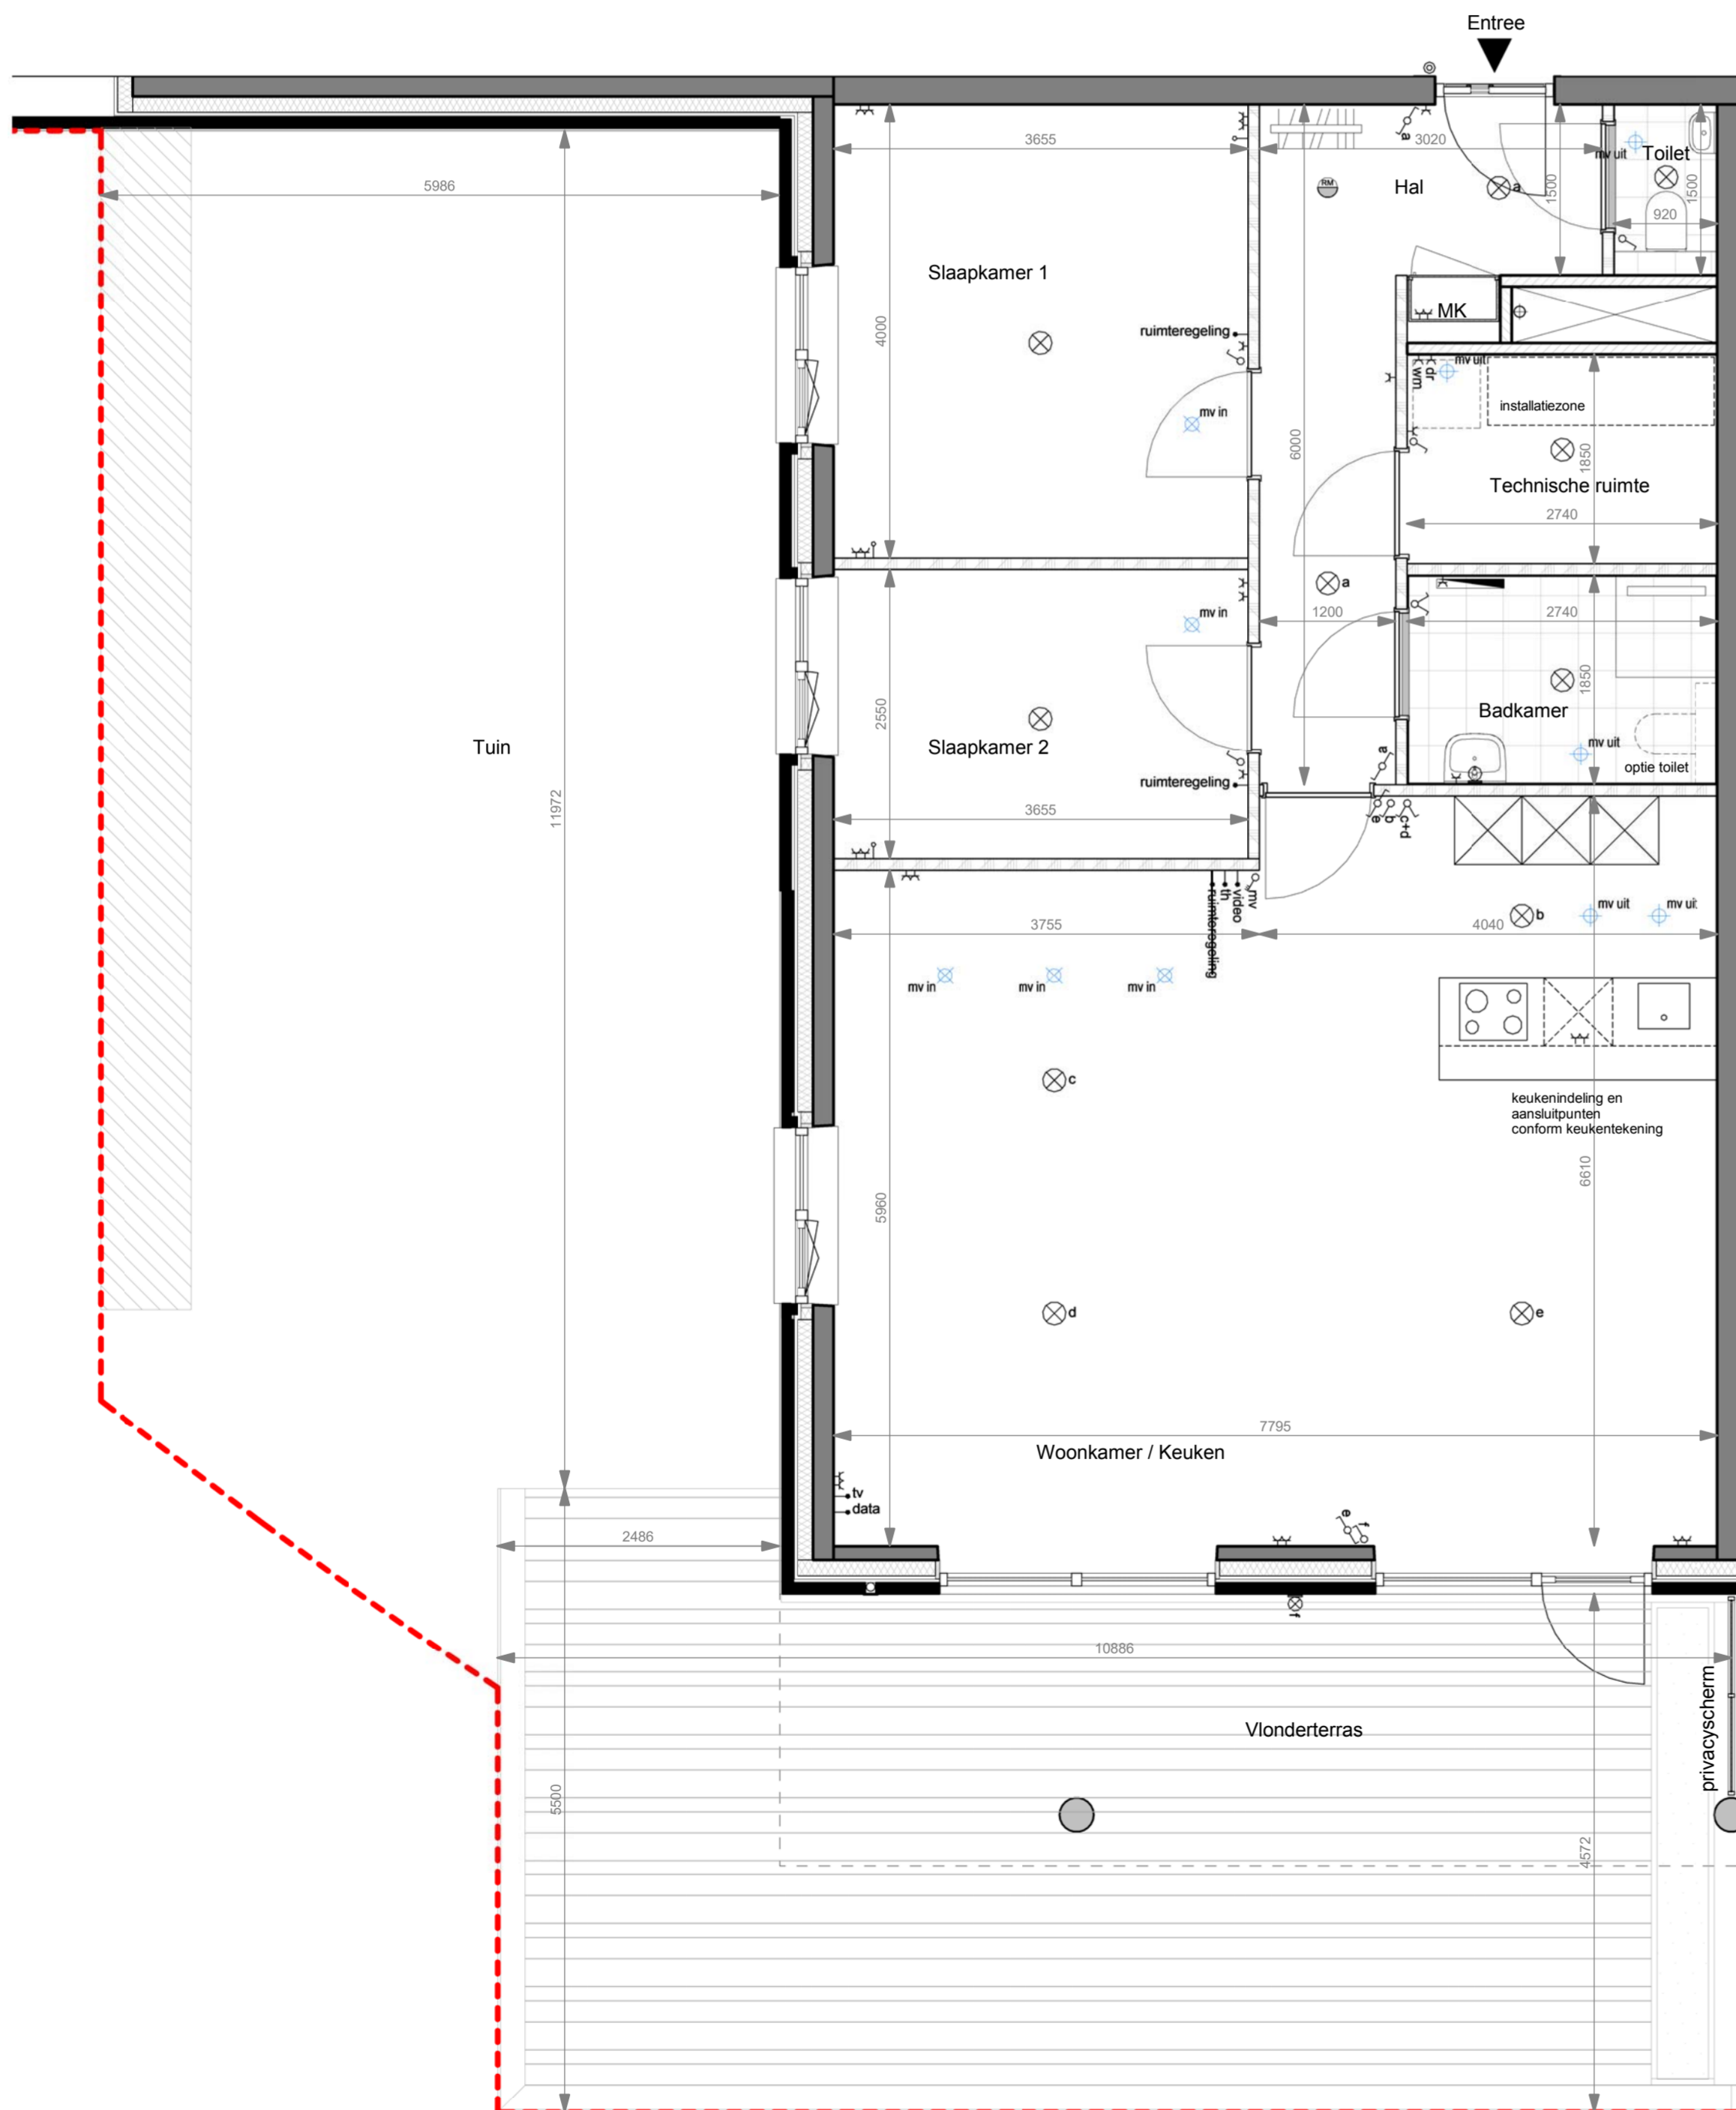 Entree
3655
3020
mv uit
Toilet
5986
RM
Hal
a
a
1500
1500
920
Slaapkamer 1
4000
ruimteregeling
MK
mv uit
wm
dr
installatiezone
mv in
6000
1850
Technische ruimte
2740
a
mv in
1200
2740
2550
1850
Badkamer
Tuin
Slaapkamer 2
mv uit
a
optie toilet
ruimteregeling
11972
3655
e
b
c+d
ruimteregeling
th
video
mv
b
mv uit
mv ui
3755
4040
mv in
mv in
mv in
c
keukenindeling en
aansluitpunten
conform keukentekening
6610
5960
d
e
7795
Woonkamer / Keuken
tv
data
e
f
2486
f
10886
privacyscherm
Vlonderterras
5500
4572